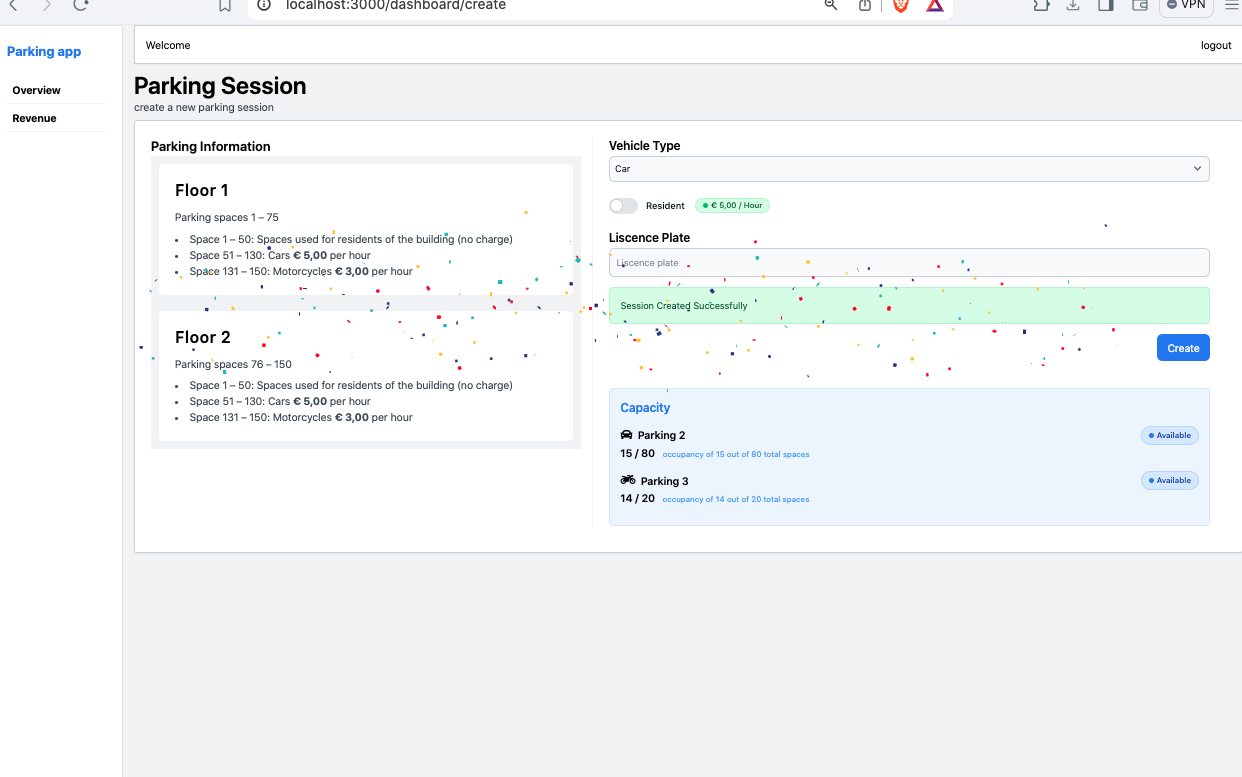 localhost:3000/dashboard/create
VPN
Parking app
Overview
Revenue
Welcome
logout
Parking Session
create a new parking session
Parking Information
Floor 1
Parking spaces 1 – 75
Space 1 – 50: Spaces used for residents of the building (no charge)
Space 51 – 130: Cars € 5,00 per hour
Space 131 – 150: Motorcycles € 3,00 per hour
Floor 2
Parking spaces 76 – 150
Space 1 – 50: Spaces used for residents of the building (no charge)
Space 51 – 130: Cars € 5,00 per hour
Space 131 – 150: Motorcycles € 3,00 per hour
Vehicle Type
Car
Resident
€ 5,00 / Hour
Liscence Plate
Liscence plate
Session Created Successfully
Create
Capacity
Parking 2
Available
15 / 80 occupancy of 15 out of 80 total spaces
Parking 3
Available
14 / 20 occupancy of 14 out of 20 total spaces